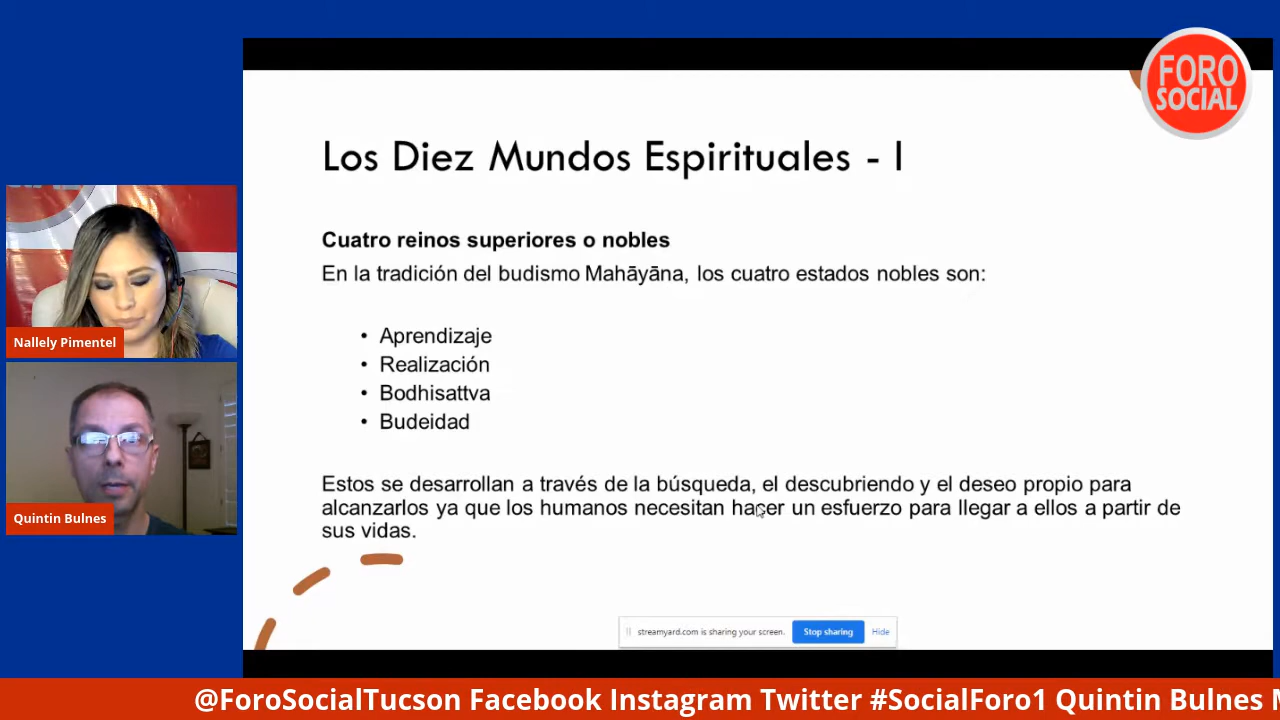 FORO
SOCIAL
Los Diez Mundos Espirituales - I
Cuatro reinos superiores o nobles
En la tradición del budismo Mahāyāna, los cuatro estados nobles son:
• Aprendizaje
• Realización
• Bodhisattva
• Budeidad
Estos se desarrollan a través de la búsqueda, el descubriendo y el deseo propio para
alcanzarlos ya que los humanos necesitan hacer un esfuerzo para llegar a ellos a partir de
sus vidas.
Nallely Pimentel
Quintin Bulnes
streamyard.com is sharing your screen.
Stop sharing
Hide
@ForoSocialTucson Facebook Instagram Twitter #SocialForo1 Quintin Bulnes